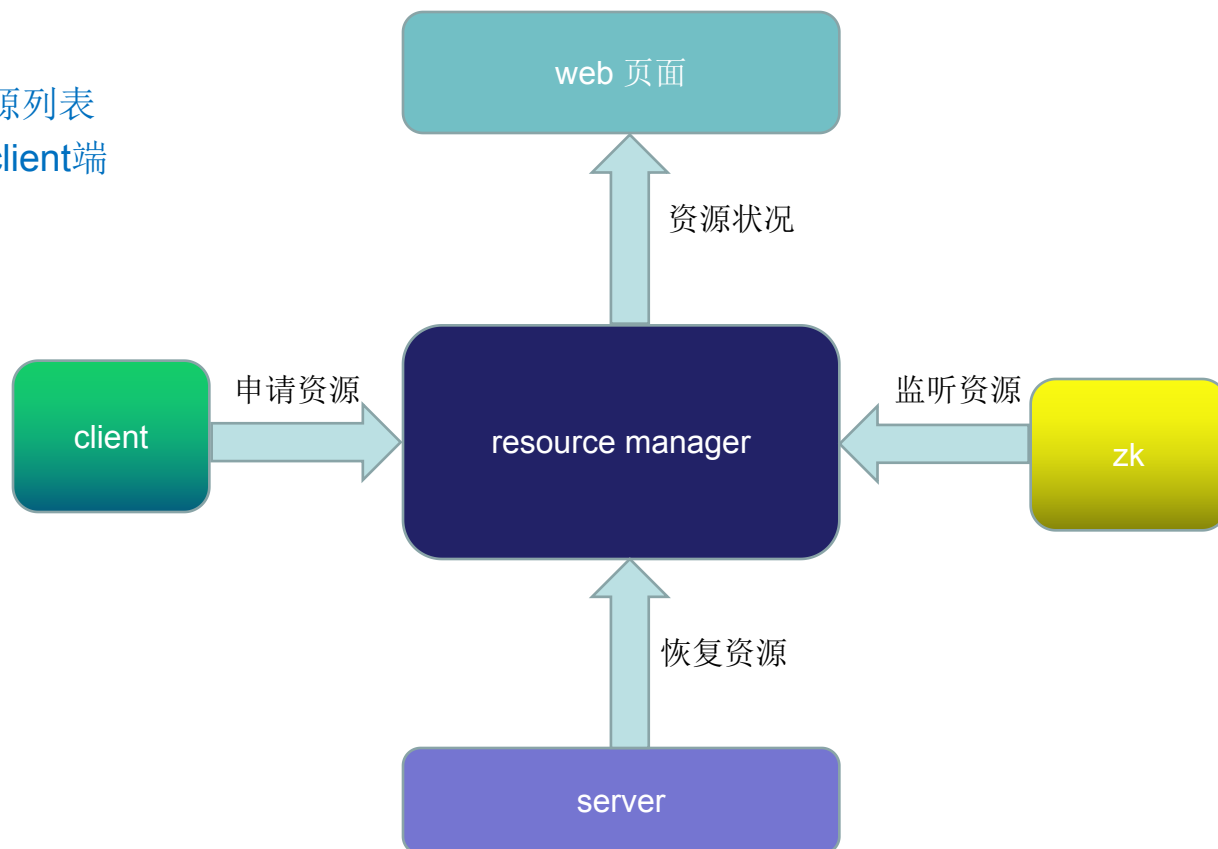 web 页面
源列表
client端
资源状况
申请资源
监听资源
client
resource manager
zk
恢复资源
server